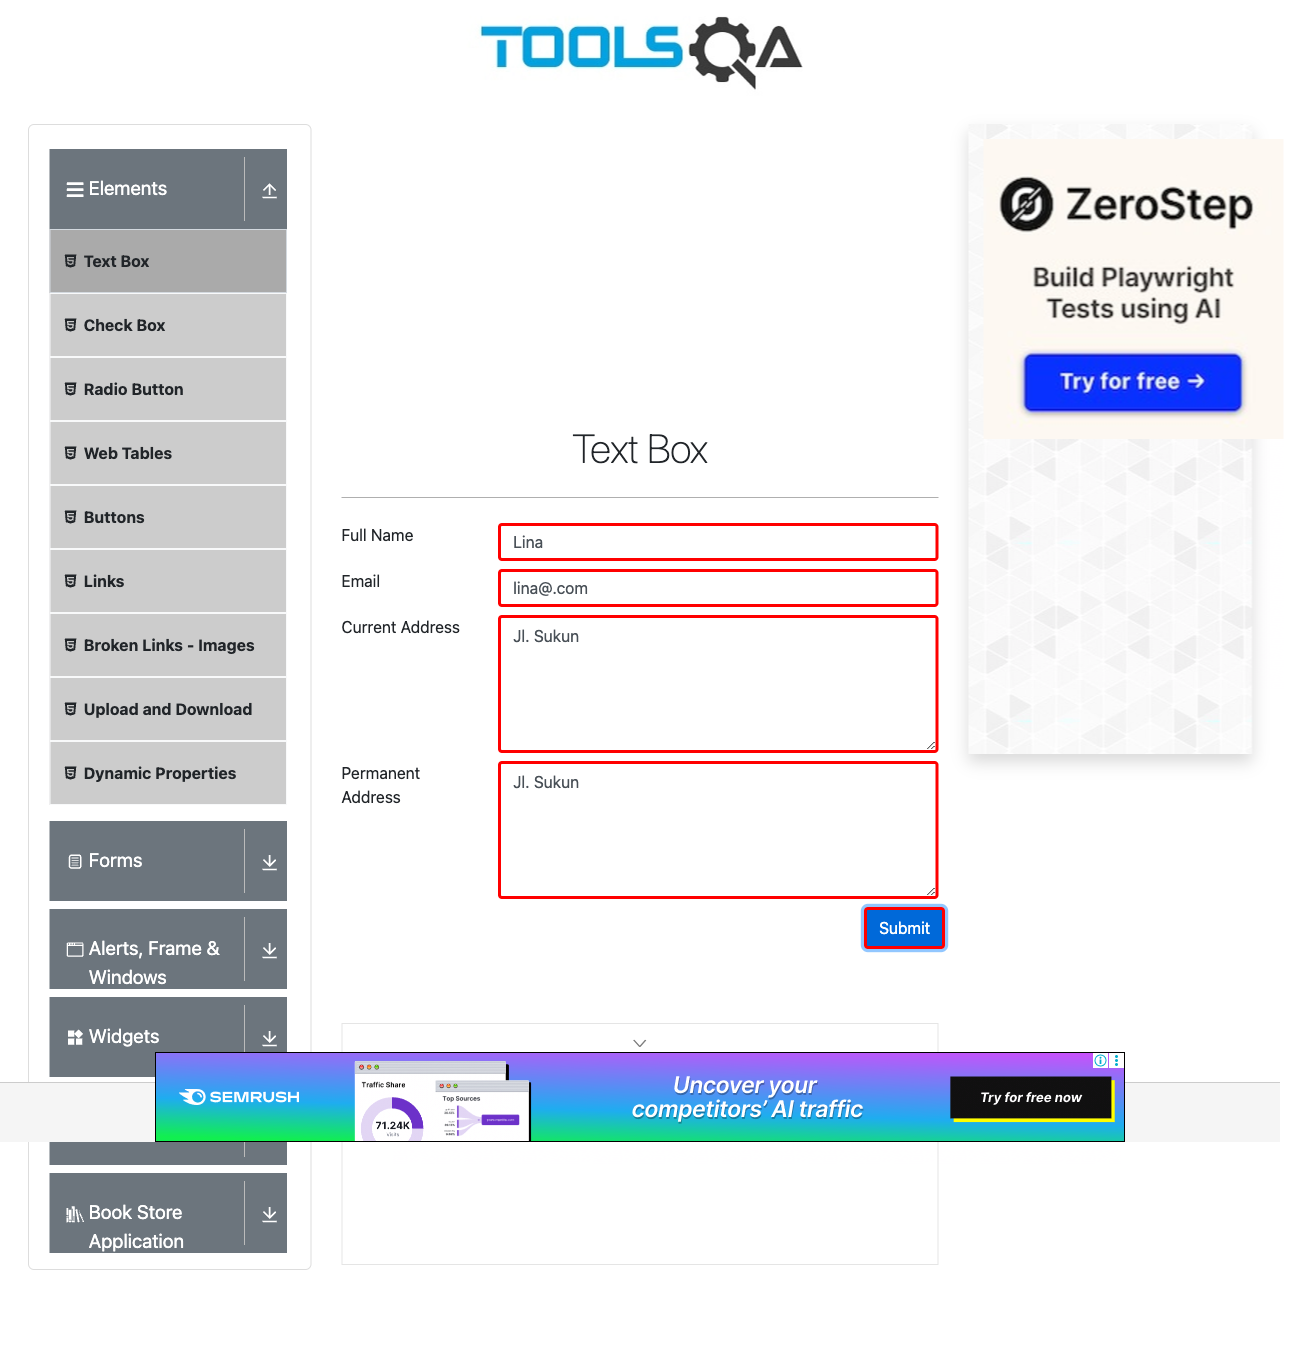 TOOLSQA
Elements
Text Box
Check Box
Radio Button
Web Tables
Buttons
Links
Broken Links - Images
Upload and Download
Dynamic Properties
Forms
Alerts, Frame &
Windows
Widgets
Book Store
Application
Text Box
Full Name
Lina
Email
lina@.com
Current Address
Jl. Sukun
Permanent
Address
Jl. Sukun
Submit
ZeroStep
Build Playwright
Tests using AI
Try for free →
SEMRUSH
Traffic Share
71.24K
Visits
Top Sources
Uncover your
competitors' AI traffic
Try for free now